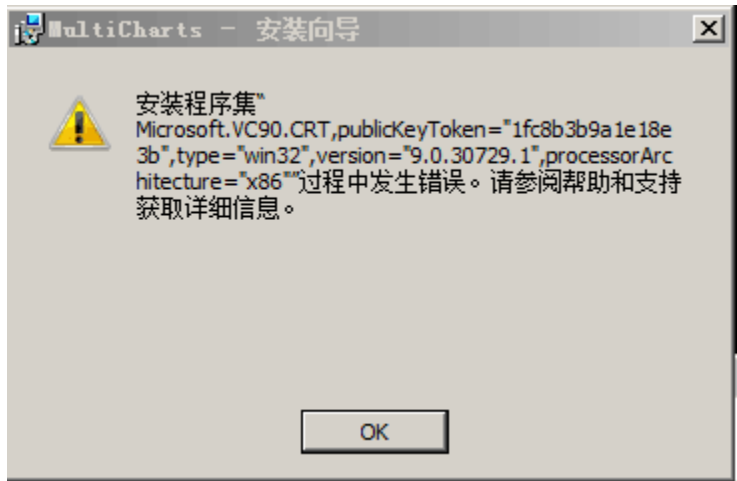 MultiCharts - 安装向导
安装程序集“
Microsoft.VC90.CRT,publicKeyToken="1fc8b3b9a1e18e
3b",type="win32",version="9.0.30729.1",processorArc
hitecture="x86"”过程中发生错误。请参阅帮助和支持
获取详细信息。
OK